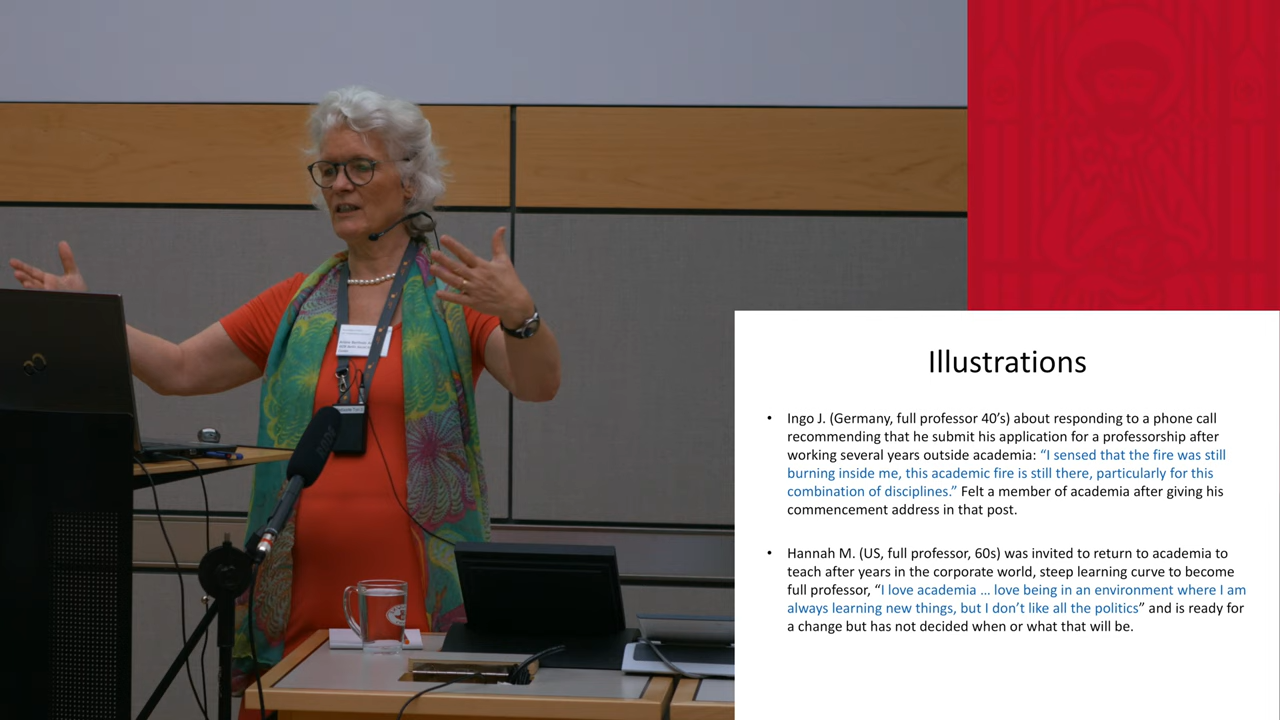 Illustrations
• Ingo J. (Germany, full professor 40’s) about responding to a phone call
recommending that he submit his application for a professorship after
working several years outside academia: “I sensed that the fire was still
burning inside me, this academic fire is still there, particularly for this
combination of disciplines.” Felt a member of academia after giving his
commencement address in that post.
• Hannah M. (US, full professor, 60s) was invited to return to academia to
teach after years in the corporate world, steep learning curve to become
full professor, “I love academia … love being in an environment where I am
always learning new things, but I don’t like all the politics” and is ready for
a change but has not decided when or what that will be.
RODE